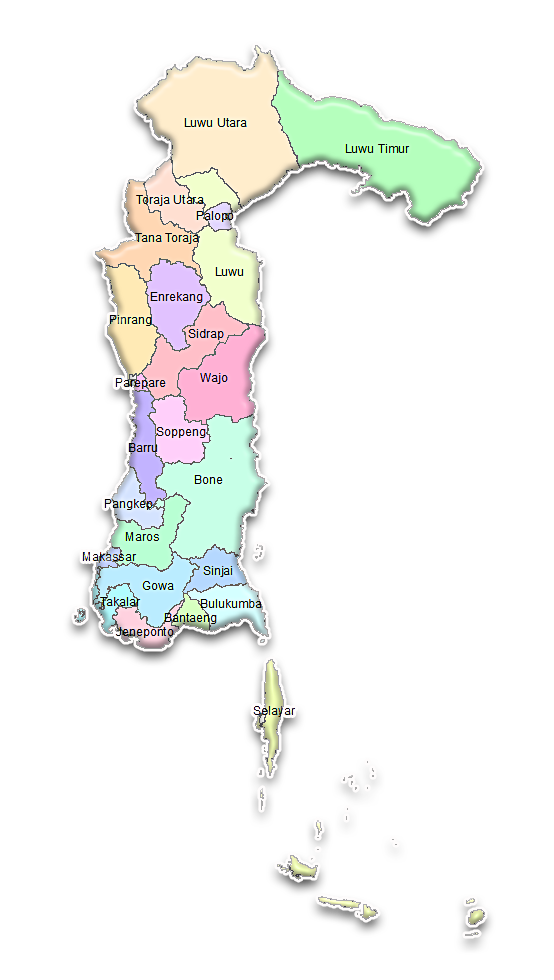 Luwu Utara
Luwu Timur
Toraja Utara
Palopo
Tana Toraja
Luwu
Enrekang
Pinrang
Sidrap
Wajo
Parepare
Soppeng
Barru
Bone
Pangkep
Maros
Makassar
Sinjai
Gowa
Takalar
Bulukumba
Bantaeng
Jeneponto
Selayar